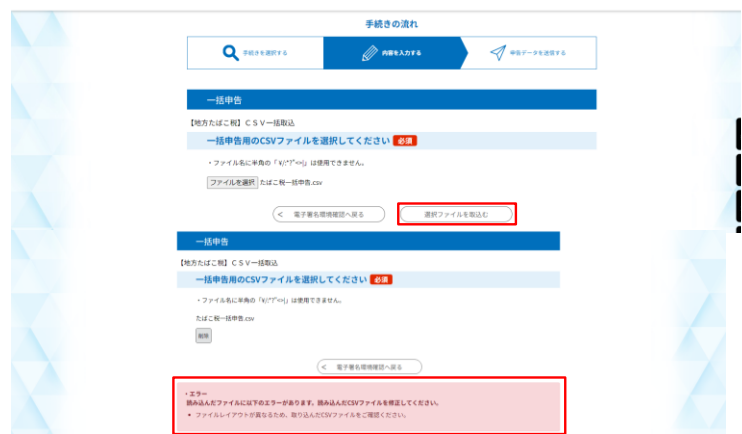 手続きの流れ
手続きを選択する
内容を入力する
申告データを送信する
一括申告
【地方たばこ税】ＣＳＶ一括取込
一括申告用のCSVファイルを選択してください 必須
・ファイル名に半角の「 ¥/:*?"<>|」は使用できません。
ファイルを選択 たばこ税一括申告.csv
< 電子署名環境確認へ戻る
選択ファイルを取込む
一括申告
【地方たばこ税】ＣＳＶ一括取込
一括申告用のCSVファイルを選択してください 必須
・ファイル名に半角の「¥/:*?"<>|」は使用できません。
たばこ税一括申告.csv
削除
< 電子署名環境確認へ戻る
・エラー
読み込んだファイルに以下のエラーがあります。読み込んだCSVファイルを修正してください。
• ファイルレイアウトが異なるため、取り込んだCSVファイルをご確認ください。